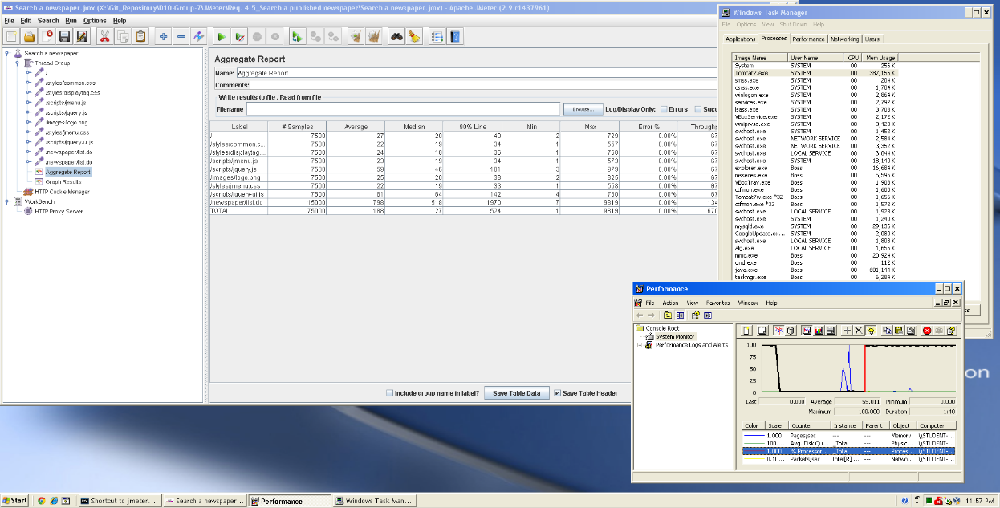 Search a newspaper.jmx (X:\Git_Repository\D10-Group-7\JMeter\Req. 4.5_Search a published newspaper\Search a newspaper.jmx) - Apache JMeter (2.9 r1437961)
File Edit Search Run Options Help
Search a newspaper
Thread Group
/
/styles/common.css
/styles/displaytag.css
/scripts/jmenu.js
/scripts/jquery.js
/images/logo.png
/styles/jmenu.css
/scripts/jquery-ui.js
/newspaper/list.do
/newspaper/list.do
Aggregate Report
Graph Results
HTTP Cookie Manager
WorkBench
HTTP Proxy Server
Aggregate Report
Name: Aggregate Report
Comments:
Write results to file / Read from file
Filename Browse... Log/Display Only: Errors Succ
Label # Samples Average Median 90% Line Min Max Error % Throughp
/ 7500 27 20 40 2 729 0.00% 67
/styles/common.c... 7500 22 19 34 1 557 0.00% 67
/styles/displaytag... 7500 24 18 36 1 768 0.00% 67
/scripts/jmenu.js 7500 23 19 34 1 573 0.00% 67
/scripts/jquery.js 7500 59 46 101 3 979 0.00% 67
/images/logo.png 7500 25 20 38 2 825 0.00% 67
/styles/jmenu.css 7500 22 19 33 1 558 0.00% 67
/scripts/jquery-ui.js 7500 81 64 142 4 780 0.00% 67
/newspaper/list.do 15000 798 518 1970 7 9819 0.00% 134
TOTAL 75000 188 27 524 1 9819 0.00% 670
Include group name in label? Save Table Data Save Table Header
Windows Task Manager
File Options View Shut Down Help
Applications Processes Performance Networking Users
Image Name User Name CPU Mem Usage
System SYSTEM 00 256 K
Tomcat7.exe SYSTEM 00 387,156 K
smss.exe SYSTEM 00 204 K
csrss.exe SYSTEM 00 1,784 K
winlogon.exe SYSTEM 00 2,864 K
services.exe SYSTEM 00 2,792 K
lsass.exe SYSTEM 00 3,708 K
VBoxService.exe SYSTEM 00 2,172 K
wmiprvse.exe SYSTEM 00 3,428 K
svchost.exe SYSTEM 00 1,452 K
svchost.exe NETWORK SERVICE 00 2,584 K
svchost.exe NETWORK SERVICE 00 3,352 K
svchost.exe LOCAL SERVICE 00 3,044 K
svchost.exe SYSTEM 00 18,140 K
explorer.exe Boss 00 16,684 K
msseces.exe Boss 00 5,596 K
VBoxTray.exe Boss 00 1,908 K
ctfmon.exe Boss 00 1,600 K
Tomcat7w.exe *32 Boss 00 1,656 K
ctfmon.exe *32 Boss 00 1,572 K
svchost.exe LOCAL SERVICE 00 1,928 K
svchost.exe SYSTEM 00 1,240 K
mysqld.exe SYSTEM 00 29,136 K
GoogleUpdate.ex... SYSTEM 00 2,080 K
svchost.exe LOCAL SERVICE 00 1,808 K
alg.exe LOCAL SERVICE 00 1,656 K
mmc.exe Boss 00 20,924 K
cmd.exe Boss 00 112 K
java.exe Boss 00 601,144 K
taskmgr.exe Boss 00 6,284 K
ss
Performance
File Action View Favorites Window Help
Console Root
System Monitor
Performance Logs and Alerts
100
75
50
25
0
Last 0.000 Average 55.011 Minimum 0.000
Maximum 100.000 Duration 1:40
Color Scale Counter Instance Parent Object Computer
1.000 Pages/sec --- --- Memory \\STUDENT-...
100.... Avg. Disk Qu... _Total --- Physic... \\STUDENT-...
1.000 % Processor... _Total --- Proces... \\STUDENT-...
0.10... Packets/sec Intel[R] ... --- Netwo... \\STUDENT-...
on
Start Shortcut to jmeter.... Search a newspaper.... Performance Windows Task Man... 11:57 PM